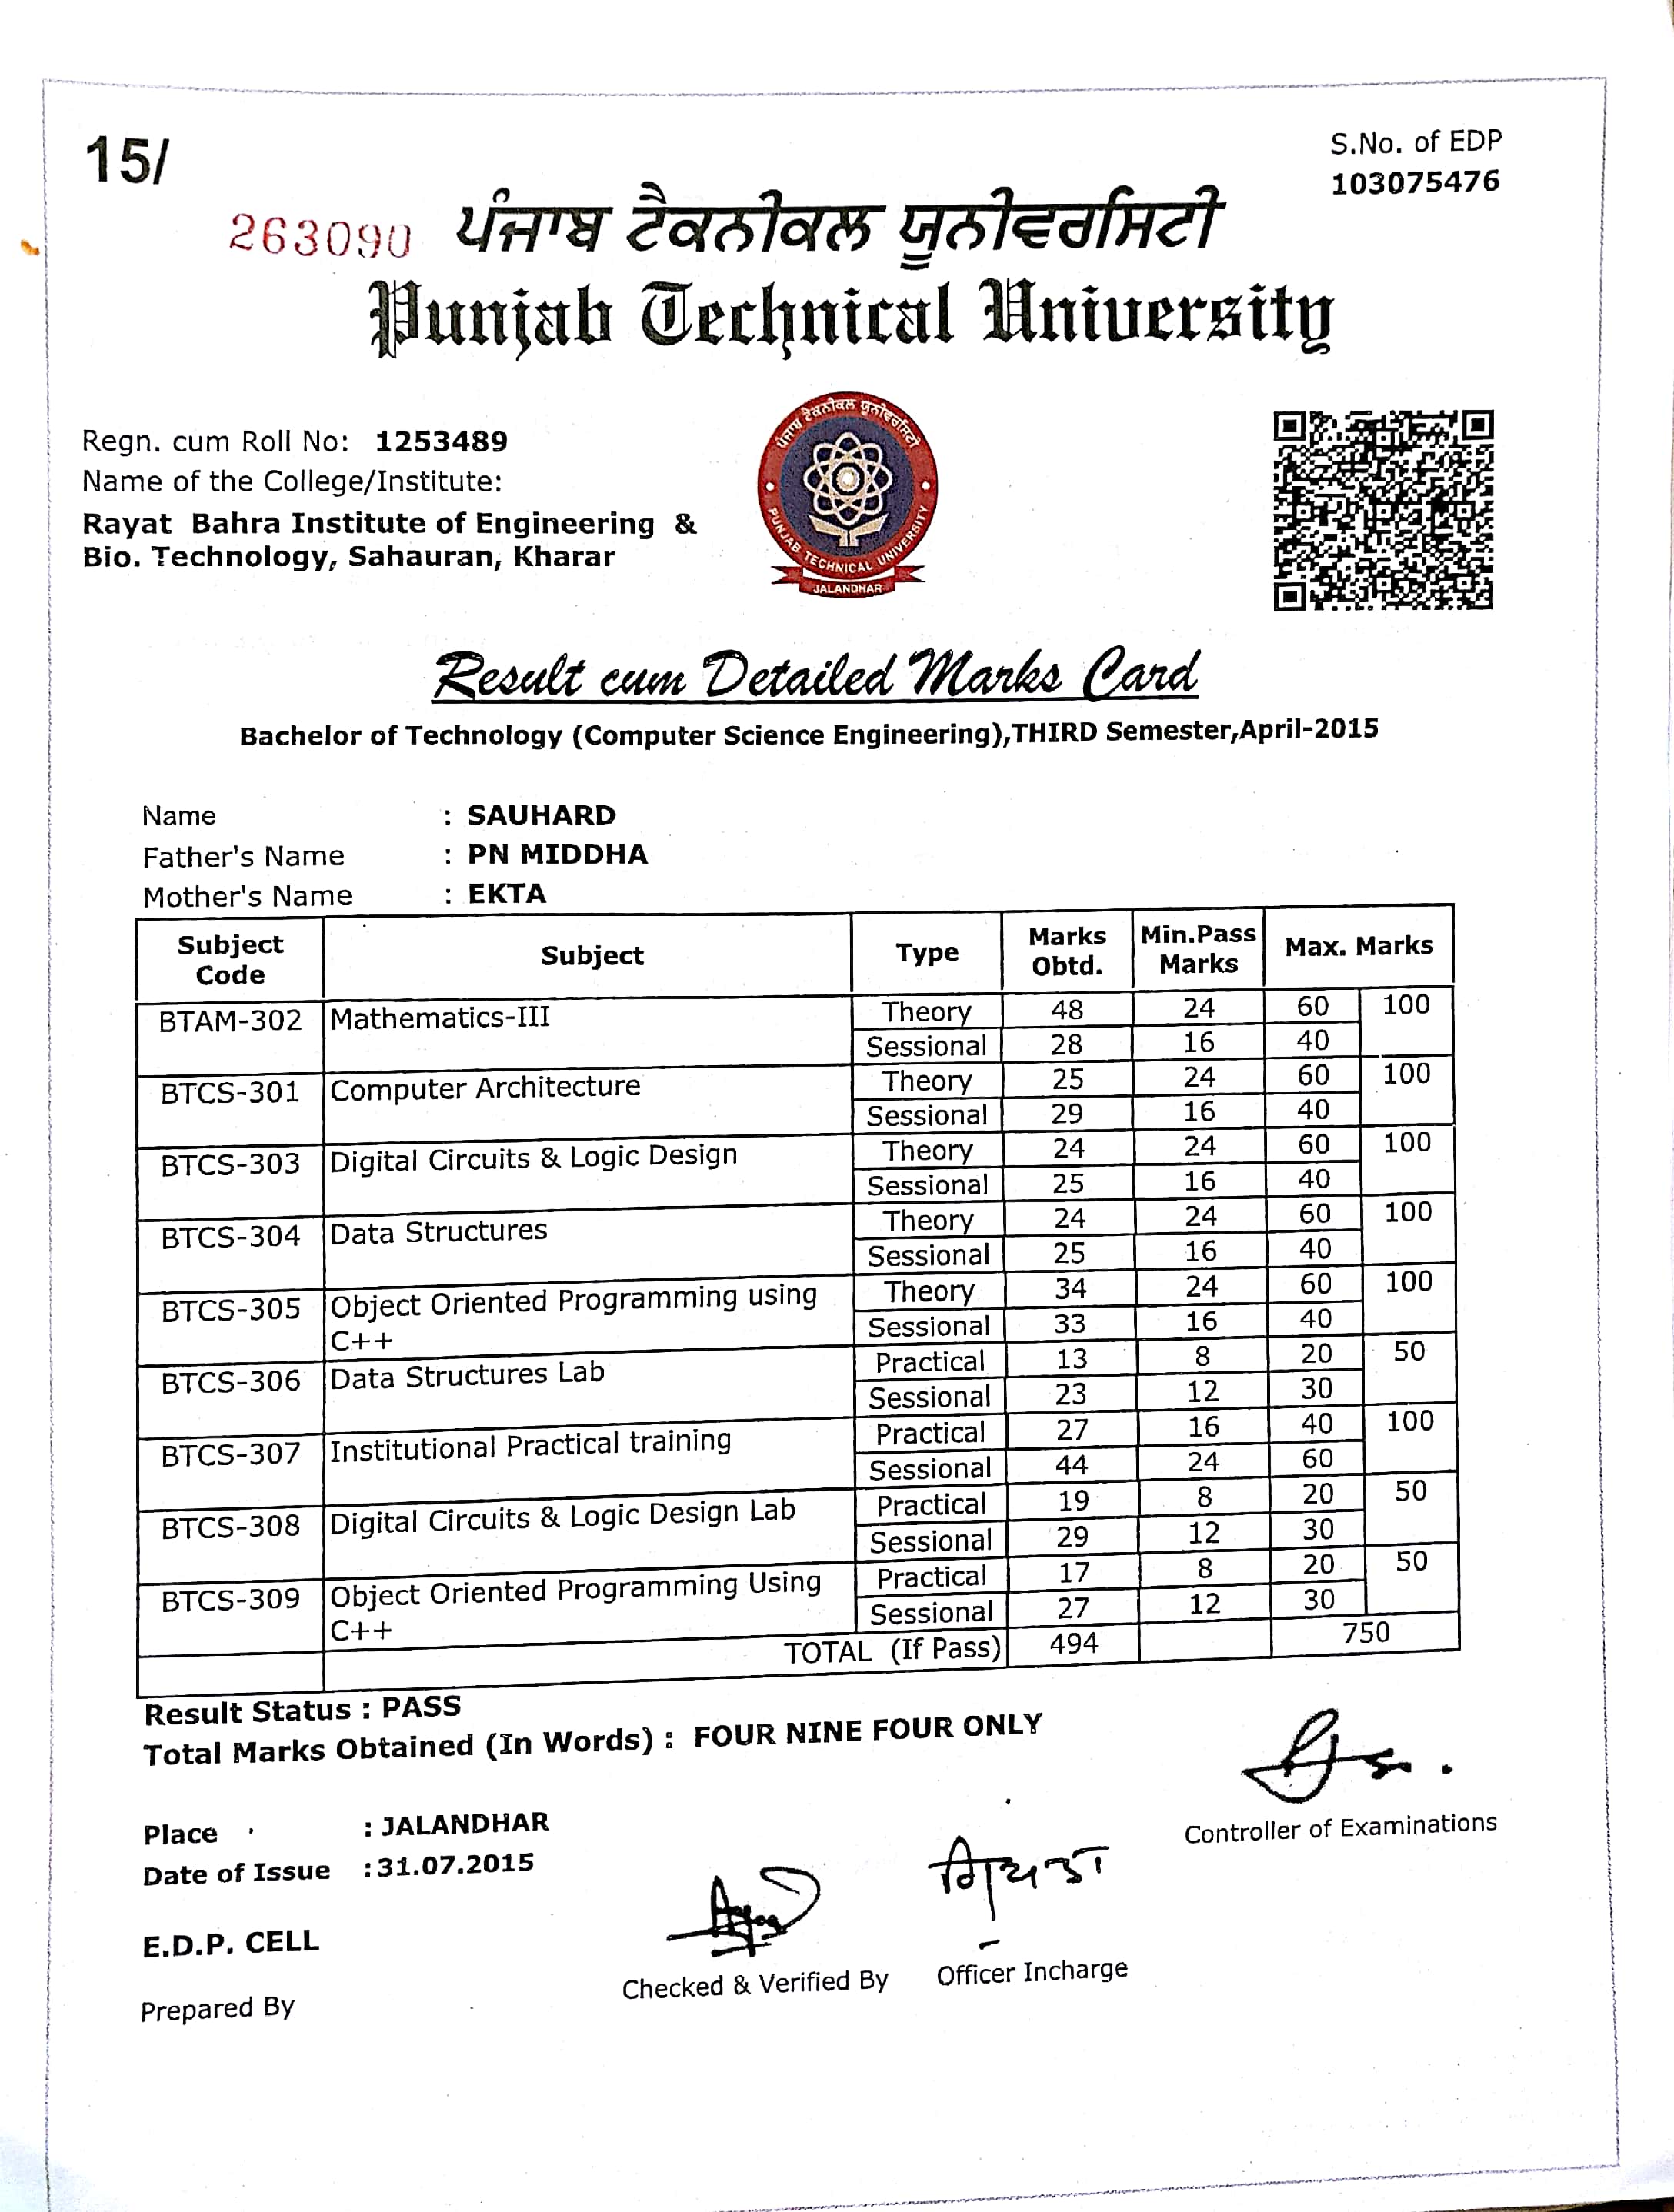 15/
S.No. of EDP
103075476
263090
ਪੰਜਾਬ ਟੈਕਨੀਕਲ ਯੂਨੀਵਰਸਿਟੀ
Punjab Technical University
Regn. cum Roll No: 1253489
Name of the College/Institute:
Rayat Bahra Institute of Engineering &
Bio. Technology, Sahauran, Kharar
ਪੰਜਾਬ ਟੈਕਨੀਕਲ ਯੂਨੀਵਰਸਿਟੀ
PUNJAB TECHNICAL UNIVERSITY
JALANDHAR
Result cum Detailed Marks Card
Bachelor of Technology (Computer Science Engineering),THIRD Semester,April-2015
Name : SAUHARD
Father's Name : PN MIDDHA
Mother's Name : EKTA
Subject Code Subject Type Marks Obtd. Min.Pass Marks Max. Marks
BTAM-302 Mathematics-III Theory 48 24 60 100
Sessional 28 16 40
BTCS-301 Computer Architecture Theory 25 24 60 100
Sessional 29 16 40
BTCS-303 Digital Circuits & Logic Design Theory 24 24 60 100
Sessional 25 16 40
BTCS-304 Data Structures Theory 24 24 60 100
Sessional 25 16 40
BTCS-305 Object Oriented Programming using Theory 34 24 60 100
C++ Sessional 33 16 40
BTCS-306 Data Structures Lab Practical 13 8 20 50
Sessional 23 12 30
BTCS-307 Institutional Practical training Practical 27 16 40 100
Sessional 44 24 60
BTCS-308 Digital Circuits & Logic Design Lab Practical 19 8 20 50
Sessional 29 12 30
BTCS-309 Object Oriented Programming Using Practical 17 8 20 50
C++ Sessional 27 12 30
TOTAL (If Pass) 494 750
Result Status : PASS
Total Marks Obtained (In Words) : FOUR NINE FOUR ONLY
Place : JALANDHAR
Controller of Examinations
Date of Issue :31.07.2015
E.D.P. CELL
Checked & Verified By Officer Incharge
Prepared By